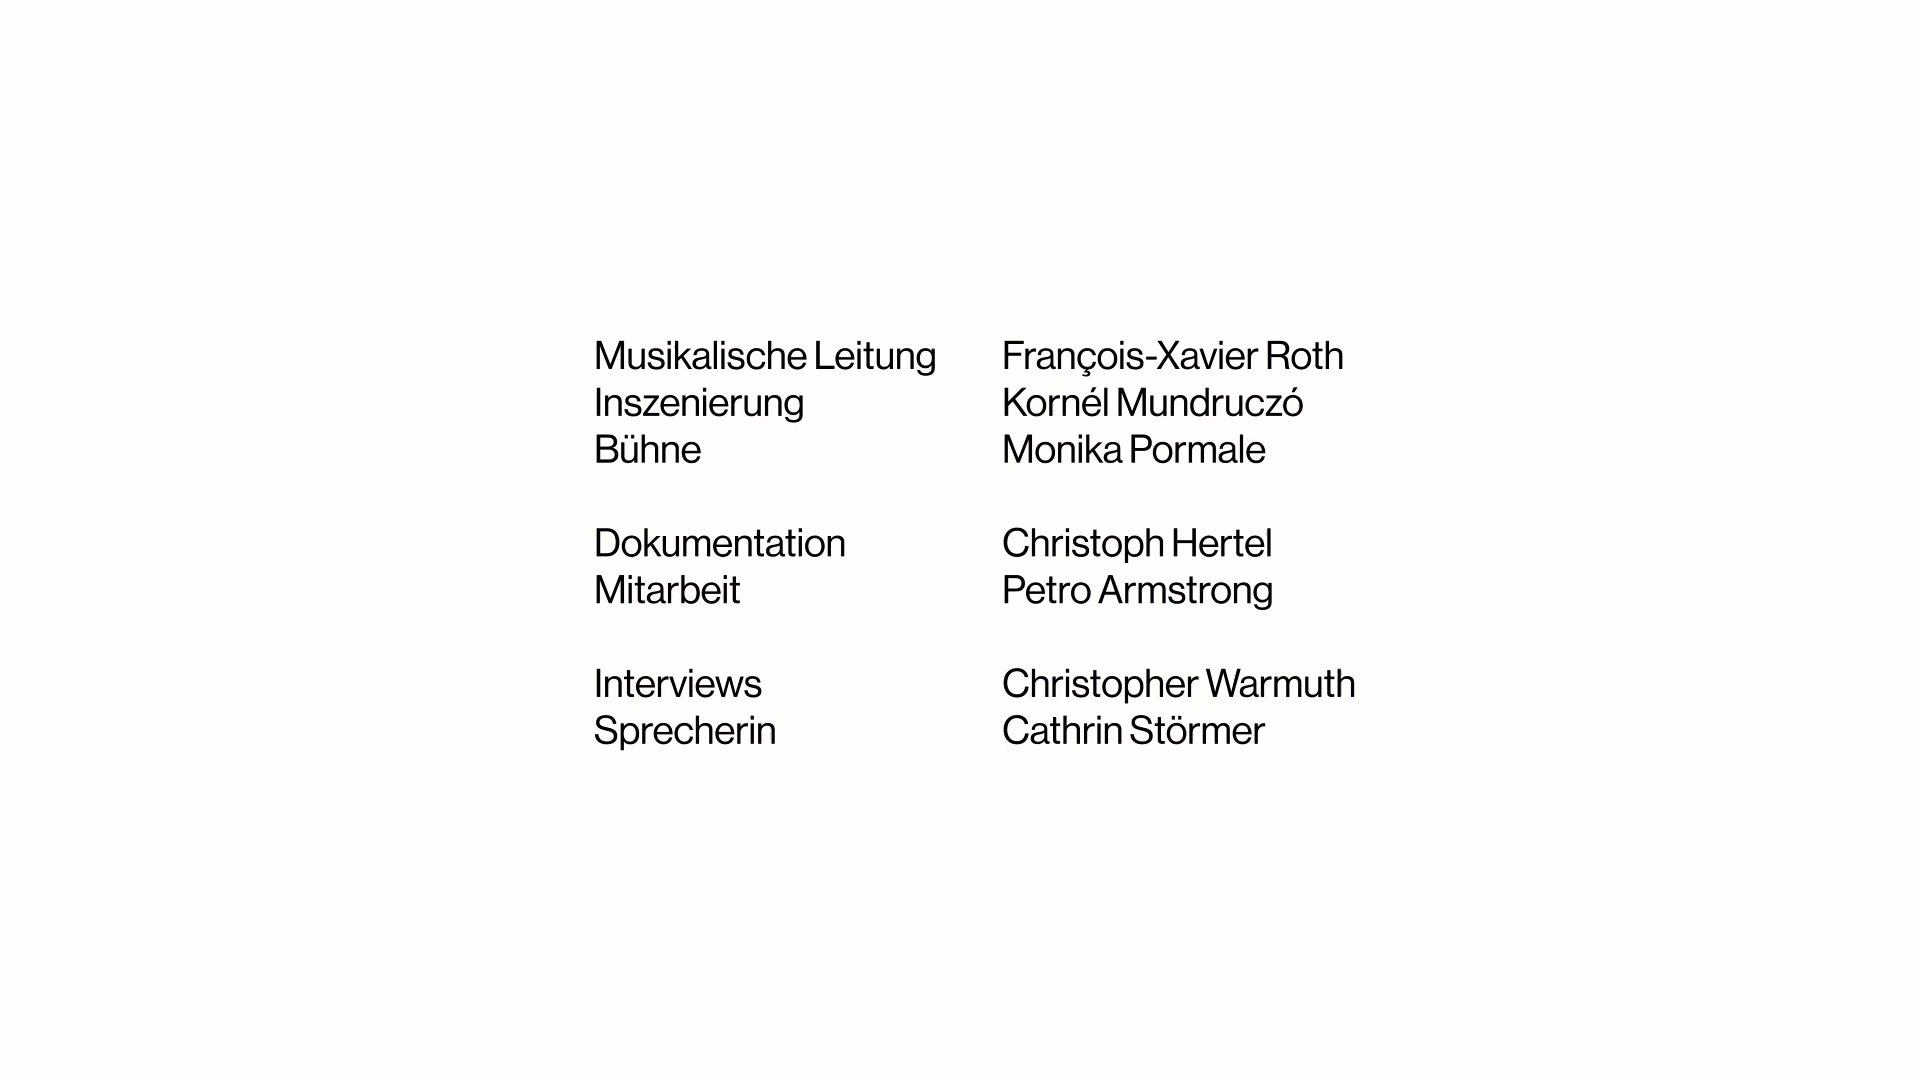 Musikalische Leitung François-Xavier Roth
Inszenierung Kornél Mundruczó
Bühne Monika Pormale
Dokumentation Christoph Hertel
Mitarbeit Petro Armstrong
Interviews Christopher Warmuth
Sprecherin Cathrin Störmer